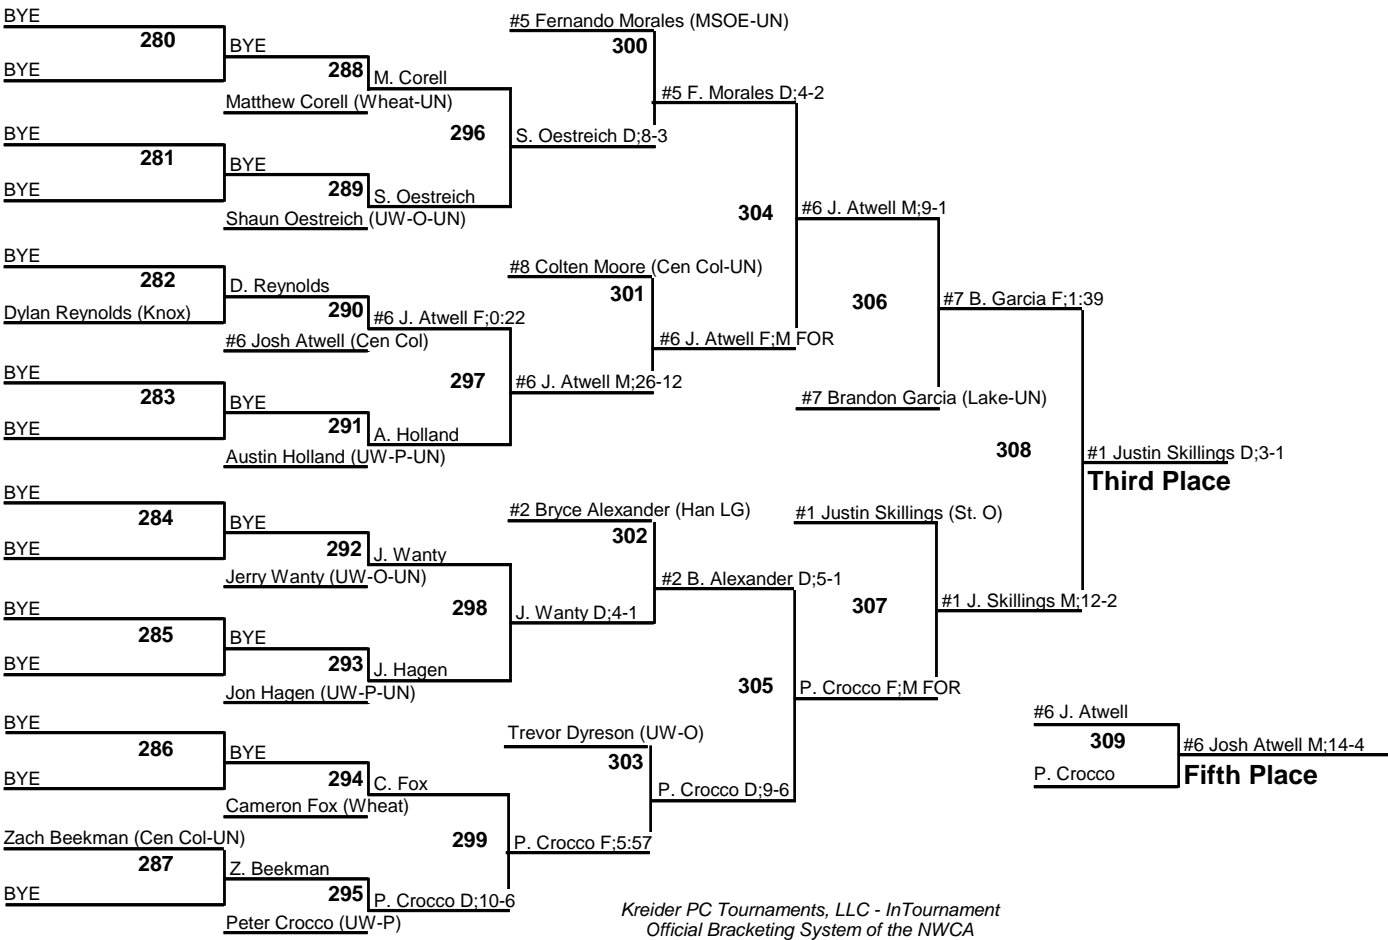 BYE
280
BYE
BYE
288
M. Corell
Matthew Corell (Wheat-UN)
BYE
281
BYE
BYE
289
S. Oestreich
Shaun Oestreich (UW-O-UN)
296
S. Oestreich D;8-3
#5 Fernando Morales (MSOE-UN)
300
#5 F. Morales D;4-2
BYE
282
Dylan Reynolds (Knox)
D. Reynolds
290
#6 J. Atwell F;0:22
#6 Josh Atwell (Cen Col)
BYE
283
BYE
BYE
291
A. Holland
Austin Holland (UW-P-UN)
297
#6 J. Atwell M;26-12
#8 Colten Moore (Cen Col-UN)
301
#6 J. Atwell F;M FOR
304
#6 J. Atwell M;9-1
306
#7 B. Garcia F;1:39
#7 Brandon Garcia (Lake-UN)
308
#1 Justin Skillings D;3-1
Third Place
BYE
284
BYE
BYE
292
J. Wanty
Jerry Wanty (UW-O-UN)
BYE
285
BYE
BYE
293
J. Hagen
Jon Hagen (UW-P-UN)
298
J. Wanty D;4-1
#2 Bryce Alexander (Han LG)
302
#2 B. Alexander D;5-1
#1 Justin Skillings (St. O)
307
#1 J. Skillings M;12-2
BYE
286
BYE
BYE
294
C. Fox
Cameron Fox (Wheat)
Zach Beekman (Cen Col-UN)
287
BYE
Z. Beekman
295
P. Crocco D;10-6
Peter Crocco (UW-P)
299
P. Crocco F;5:57
Trevor Dyreson (UW-O)
303
P. Crocco D;9-6
305
P. Crocco F;M FOR
#6 J. Atwell
309
P. Crocco
#6 Josh Atwell M;14-4
Fifth Place
Kreider PC Tournaments, LLC - InTournament
Official Bracketing System of the NWCA